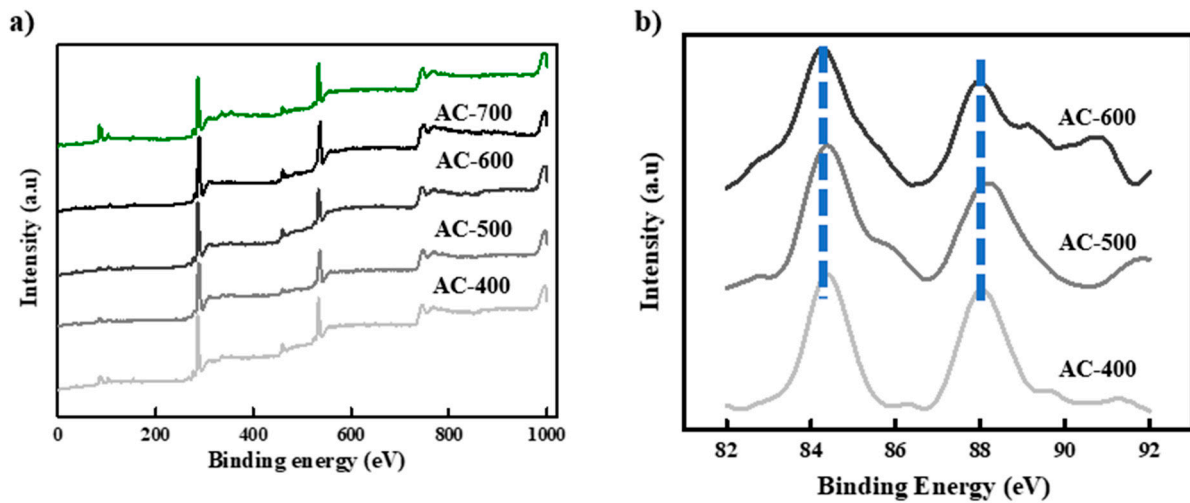 a)
Intensity (a.u)
AC-700
AC-600
AC-500
AC-400
0 200 400 600 800 1000
Binding energy (eV)
b)
Intensity (a.u)
AC-600
AC-500
AC-400
82 84 86 88 90 92
Binding Energy (eV)